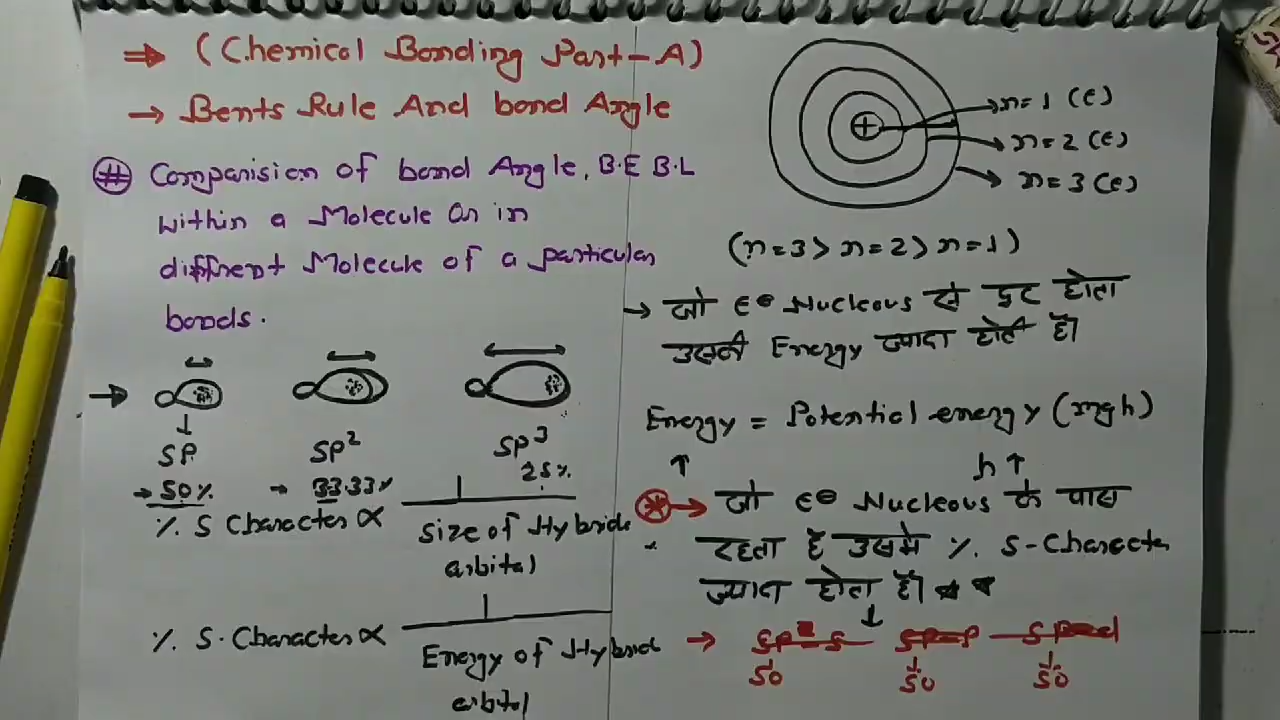 ⇒ (Chemical Bonding Part-A)
→ Bents Rule And bond Angle
# Comparision of bond Angle, B.E B.L
within a Molecule or in
diffrent Molecule of a particular
bonds.
SP SP² SP³
→ 50% → 33.33% 25%
% S Character ∝ 1
Size of Hybride
orbital
% S. Character ∝ 1
Energy of Hybride
orbital
n=1 (e)
n=2 (e)
n=3 (e)
(n=3 > n=2 > n=1)
→ जो e⊖ Nucleous से दुर होता
उसकी Energy ज्यादा होती है।
Energy = Potential energy (mgh)
↑ h ↑
→ जो e⊖ Nucleous के पास
रहता है उसमे % S-Character
ज्यादा होता है।
→
50 50 50